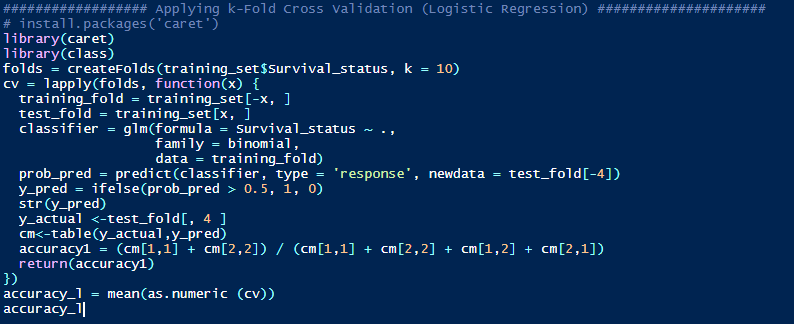 ################## Applying k-Fold Cross Validation (Logistic Regression) #####################
# install.packages('caret')
library(caret)
library(class)
folds = createFolds(training_set$Survival_status, k = 10)
cv = lapply(folds, function(x) {
  training_fold = training_set[-x, ]
  test_fold = training_set[x, ]
  classifier = glm(formula = Survival_status ~ .,
                   family = binomial,
                   data = training_fold)
  prob_pred = predict(classifier, type = 'response', newdata = test_fold[-4])
  y_pred = ifelse(prob_pred > 0.5, 1, 0)
  str(y_pred)
  y_actual <-test_fold[, 4 ]
  cm<-table(y_actual,y_pred)
  accuracy1 = (cm[1,1] + cm[2,2]) / (cm[1,1] + cm[2,2] + cm[1,2] + cm[2,1])
  return(accuracy1)
})
accuracy_l = mean(as.numeric (cv))
accuracy_l